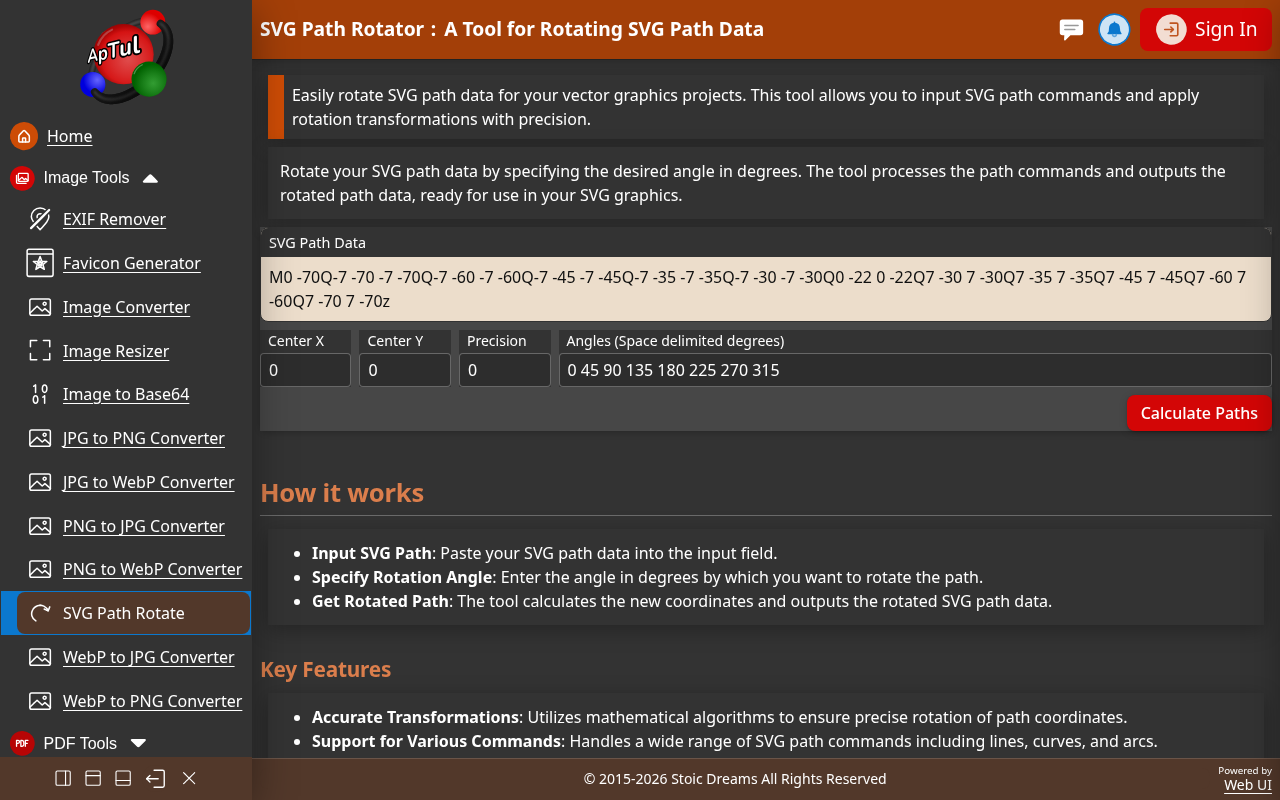 ApTul
SVG Path Rotator : A Tool for Rotating SVG Path Data
Sign In
Home
Image Tools
EXIF Remover
Favicon Generator
Image Converter
Image Resizer
Image to Base64
JPG to PNG Converter
JPG to WebP Converter
PNG to JPG Converter
PNG to WebP Converter
SVG Path Rotate
WebP to JPG Converter
WebP to PNG Converter
PDF
PDF Tools
Easily rotate SVG path data for your vector graphics projects. This tool allows you to input SVG path commands and apply
rotation transformations with precision.
Rotate your SVG path data by specifying the desired angle in degrees. The tool processes the path commands and outputs the
rotated path data, ready for use in your SVG graphics.
SVG Path Data
M0 -70Q-7 -70 -7 -70Q-7 -60 -7 -60Q-7 -45 -7 -45Q-7 -35 -7 -35Q-7 -30 -7 -30Q0 -22 0 -22Q7 -30 7 -30Q7 -35 7 -35Q7 -45 7 -45Q7 -60 7
-60Q7 -70 7 -70z
Center X
Center Y
Precision
Angles (Space delimited degrees)
0
0
0
0 45 90 135 180 225 270 315
Calculate Paths
How it works
• Input SVG Path: Paste your SVG path data into the input field.
• Specify Rotation Angle: Enter the angle in degrees by which you want to rotate the path.
• Get Rotated Path: The tool calculates the new coordinates and outputs the rotated SVG path data.
Key Features
• Accurate Transformations: Utilizes mathematical algorithms to ensure precise rotation of path coordinates.
• Support for Various Commands: Handles a wide range of SVG path commands including lines, curves, and arcs.
© 2015-2026 Stoic Dreams All Rights Reserved
Powered by
Web UI